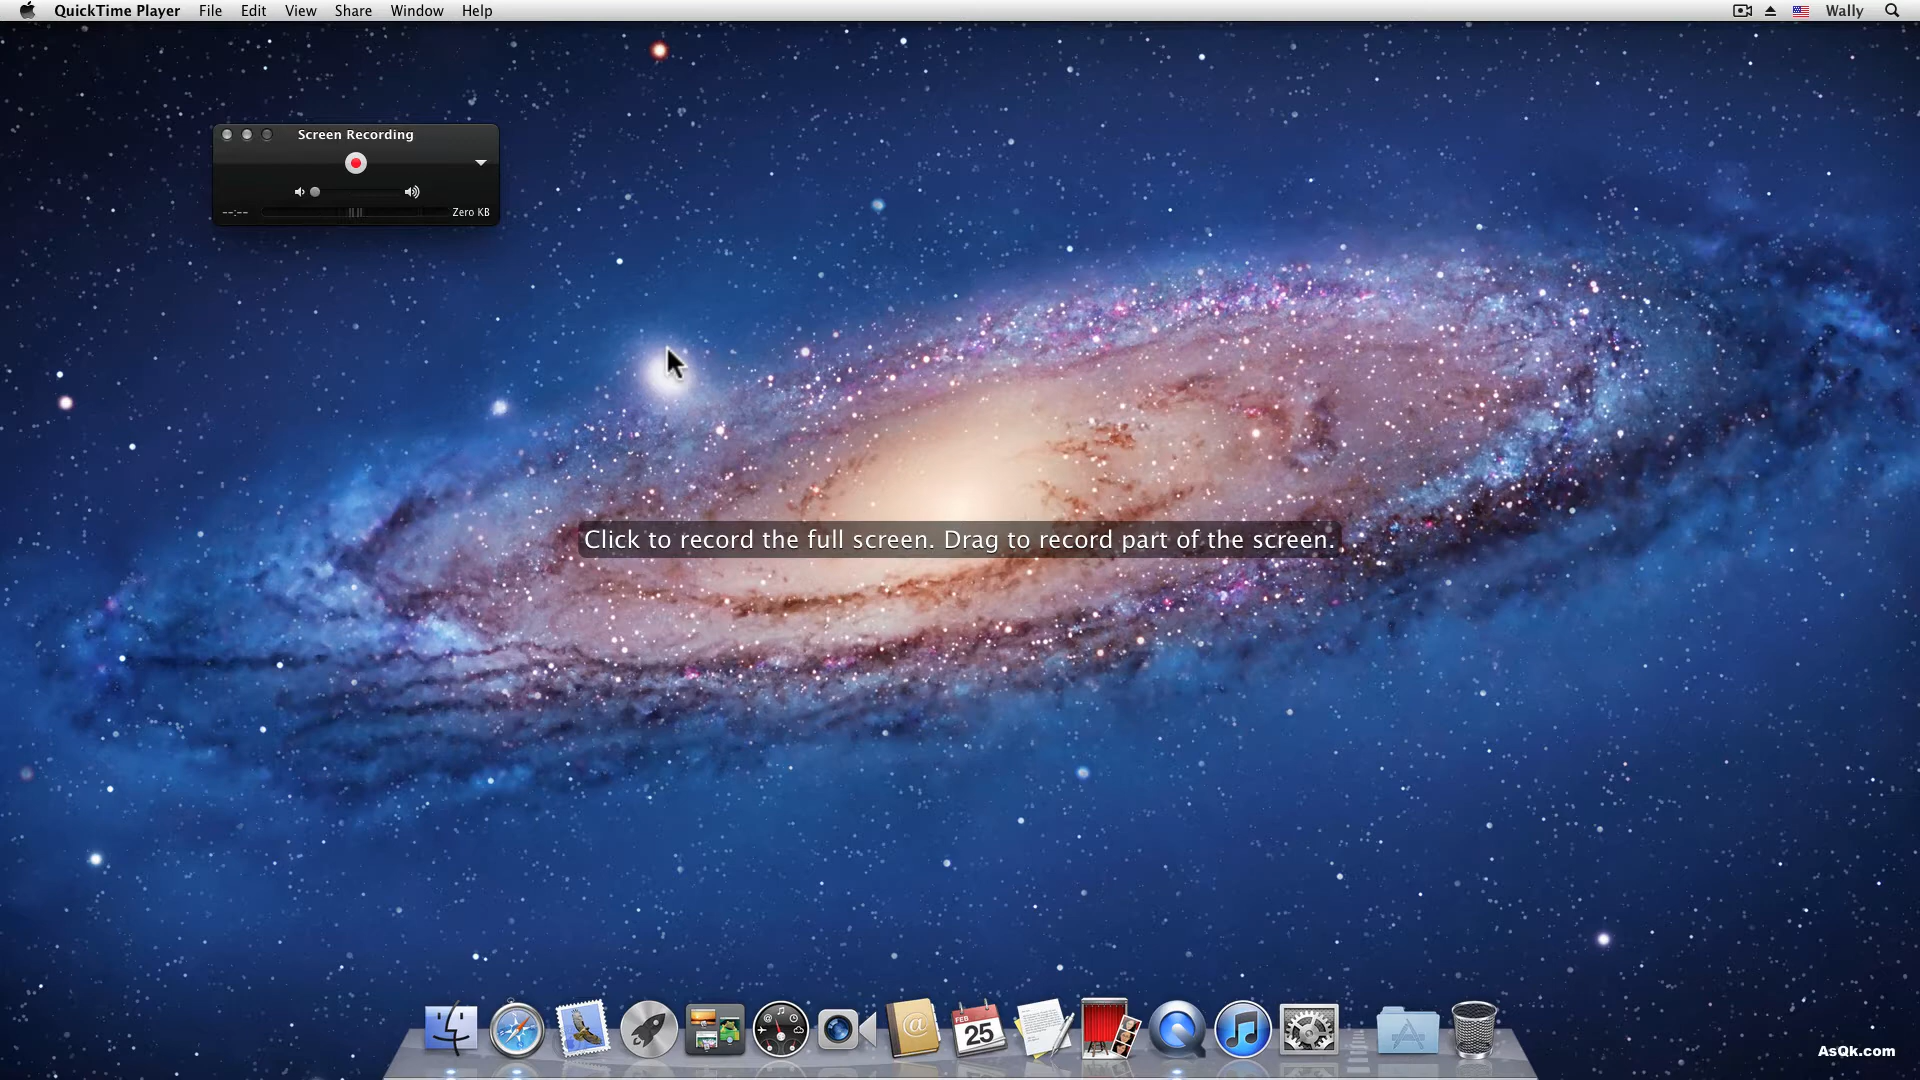 QuickTime Player File Edit View Share Window Help Wally
Screen Recording
--:-- Zero KB
Click to record the full screen. Drag to record part of the screen.
FEB
25
AsQk.com